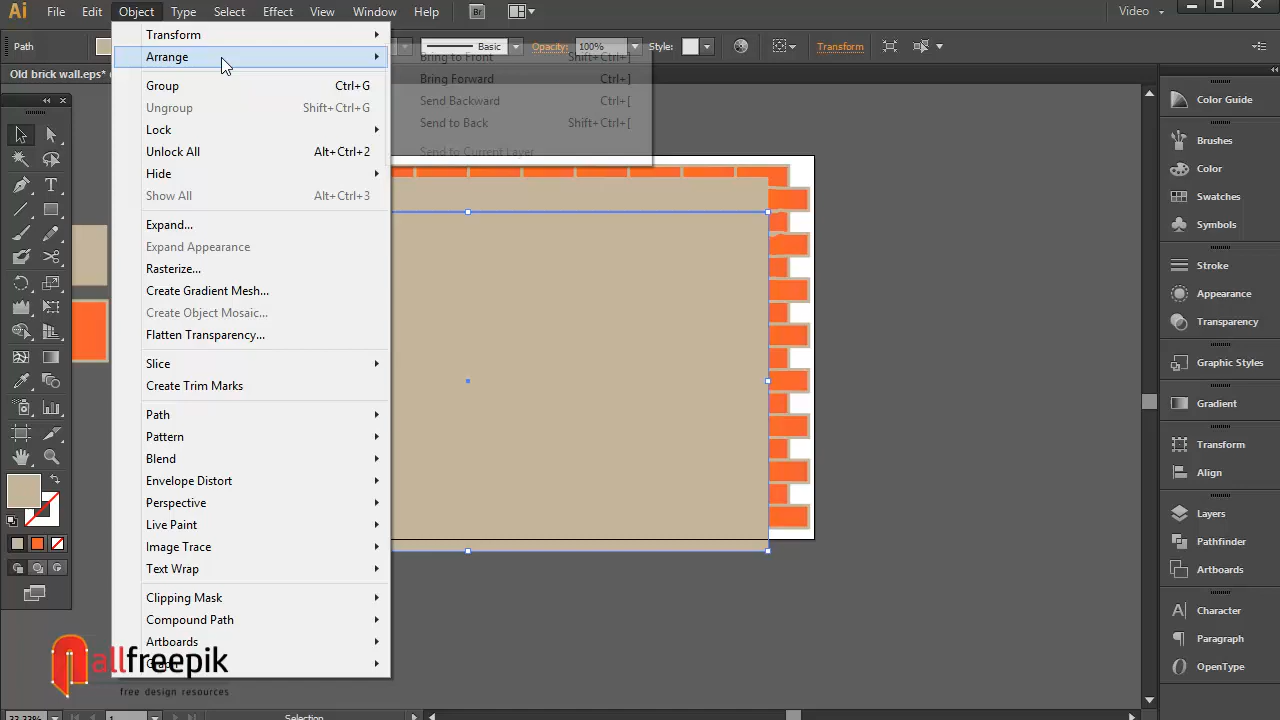 Ai File Edit Object Type Select Effect View Window Help Br Video
Path Basic Opacity: 100% Style: Transform
Old brick wall.eps*
Transform
Arrange
Group Ctrl+G
Ungroup Shift+Ctrl+G
Lock
Unlock All Alt+Ctrl+2
Hide
Show All Alt+Ctrl+3
Expand...
Expand Appearance
Rasterize...
Create Gradient Mesh...
Create Object Mosaic...
Flatten Transparency...
Slice
Create Trim Marks
Path
Pattern
Blend
Envelope Distort
Perspective
Live Paint
Image Trace
Text Wrap
Clipping Mask
Compound Path
Artboards
Bring to Front Shift+Ctrl+]
Bring Forward Ctrl+]
Send Backward Ctrl+[
Send to Back Shift+Ctrl+[
Send to Current Layer
Color Guide
Brushes
Color
Swatches
Symbols
Stroke
Appearance
Transparency
Graphic Styles
Gradient
Transform
Align
Layers
Pathfinder
Artboards
Character
Paragraph
OpenType
allfreepik
free design resources
33.33% 1 Selection